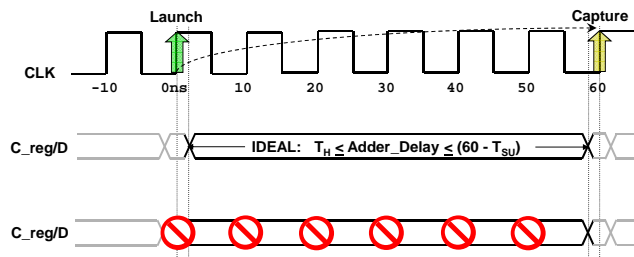 Launch Capture
CLK
-10 0ns 10 20 30 40 50 60
C_reg/D IDEAL: TH ≤ Adder_Delay ≤ (60 - TSU)
C_reg/D